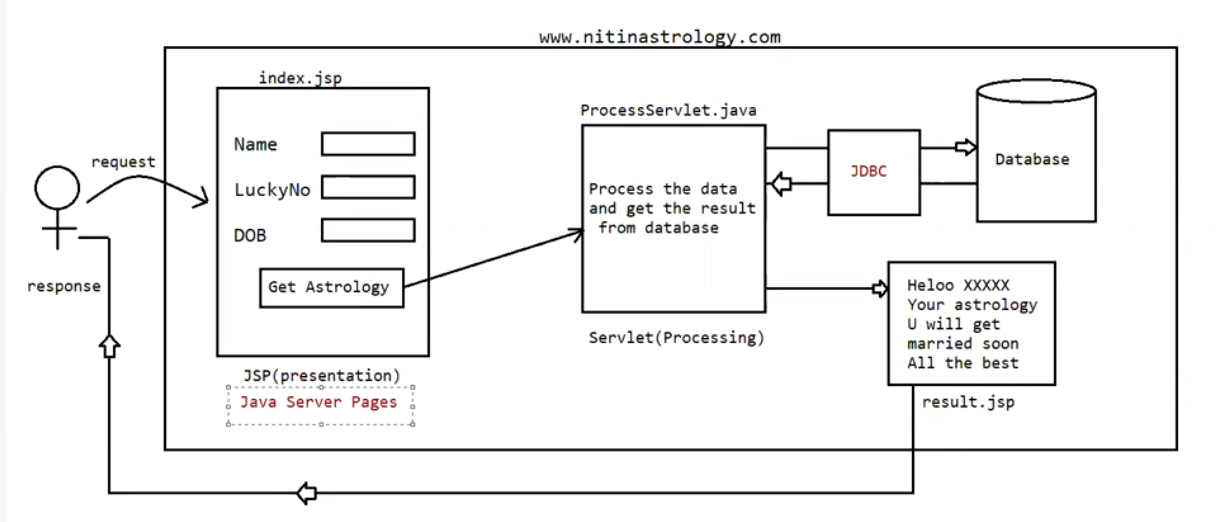 www.nitinastrology.com
index.jsp
Name
LuckyNo
DOB
Get Astrology
JSP(presentation)
Java Server Pages
request
response
ProcessServlet.java
Process the data
and get the result
from database
Servlet(Processing)
JDBC
Database
Heloo XXXXX
Your astrology
U will get
married soon
All the best
result.jsp